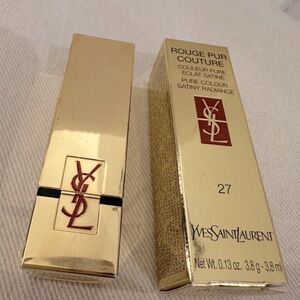 YSL
ROUGE PUR
COUTURE
COULEUR PURE
ÉCLAT SATINÉ
PURE COLOUR
SATINY RADIANCE
YSL
27
YVESSAINTLAURENT
Net Wt. 0.13 oz. 3,8 g - 3,8 ml